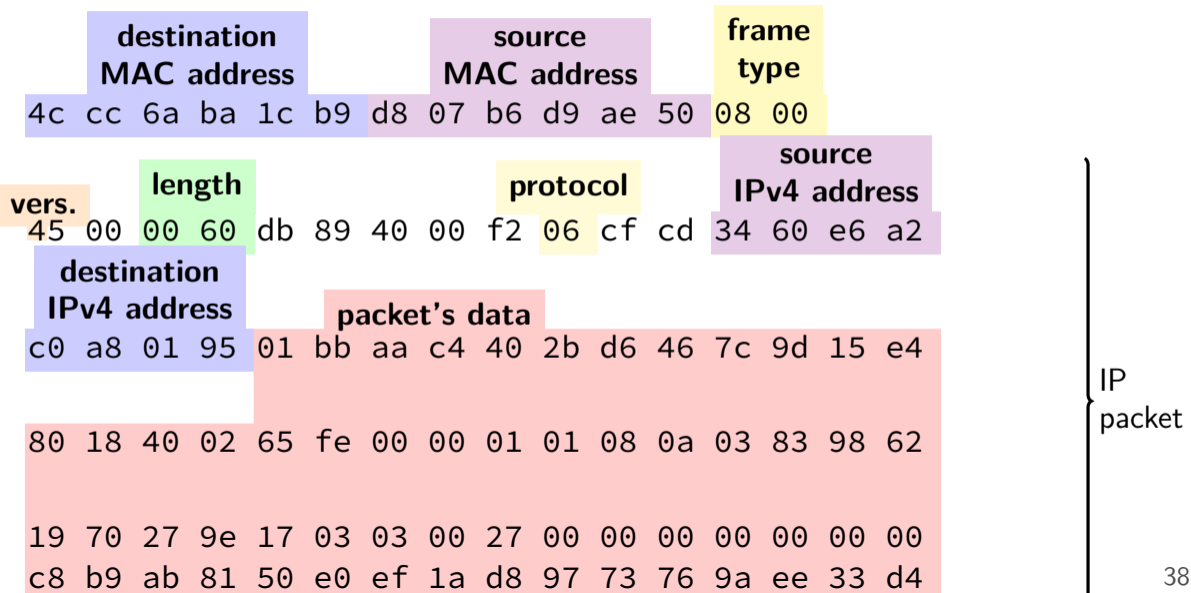 destination
MAC address
source
MAC address
frame
type
4c cc 6a ba 1c b9 d8 07 b6 d9 ae 50 08 00
vers.
length
protocol
source
IPv4 address
45 00 00 60 db 89 40 00 f2 06 cf cd 34 60 e6 a2
destination
IPv4 address
packet's data
c0 a8 01 95 01 bb aa c4 40 2b d6 46 7c 9d 15 e4
IP
packet
80 18 40 02 65 fe 00 00 01 01 08 0a 03 83 98 62
19 70 27 9e 17 03 03 00 27 00 00 00 00 00 00 00
c8 b9 ab 81 50 e0 ef 1a d8 97 73 76 9a ee 33 d4
38